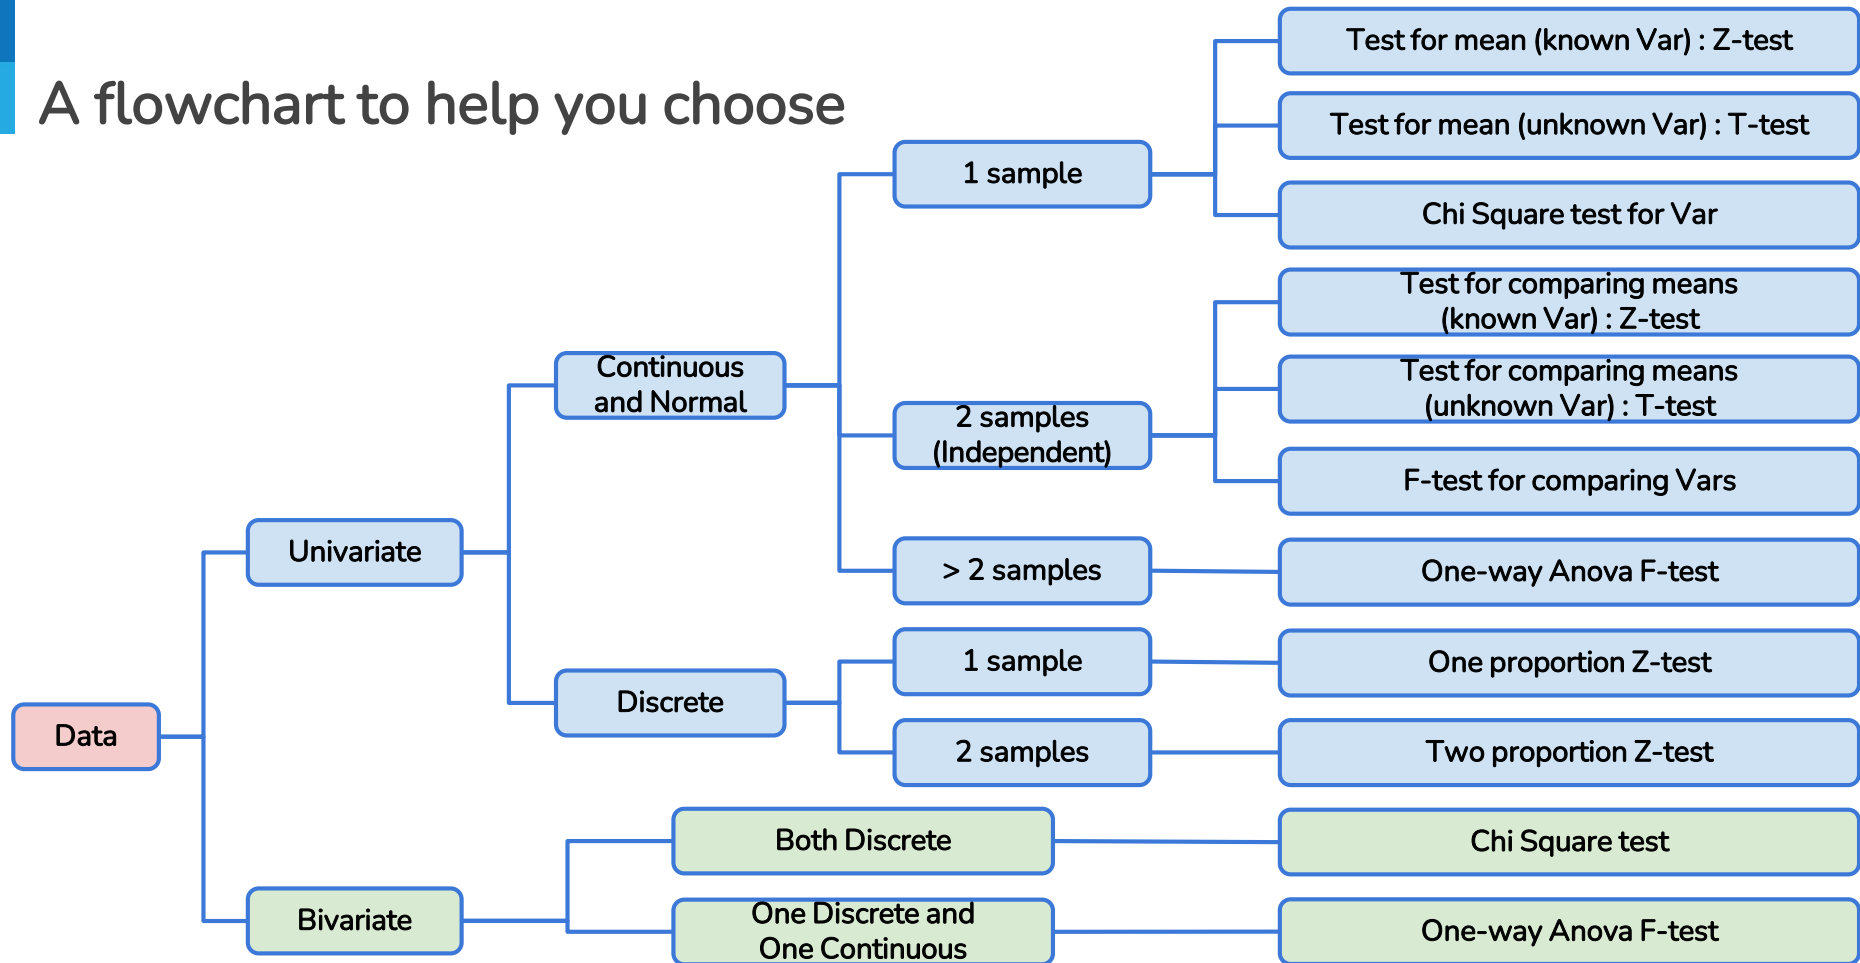 A flowchart to help you choose
Test for mean (known Var) : Z-test
Test for mean (unknown Var) : T-test
1 sample
Chi Square test for Var
Test for comparing means
(known Var) : Z-test
Continuous
and Normal
Test for comparing means
(unknown Var) : T-test
2 samples
(Independent)
F-test for comparing Vars
Univariate
> 2 samples
One-way Anova F-test
1 sample
One proportion Z-test
Discrete
Data
2 samples
Two proportion Z-test
Both Discrete
Chi Square test
Bivariate
One Discrete and
One Continuous
One-way Anova F-test